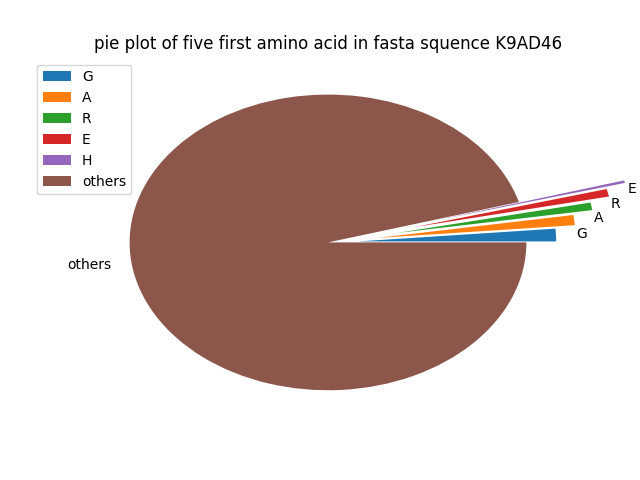 pie plot of five first amino acid in fasta squence K9AD46
G
A
R
E
H
others
E
R
A
G
others